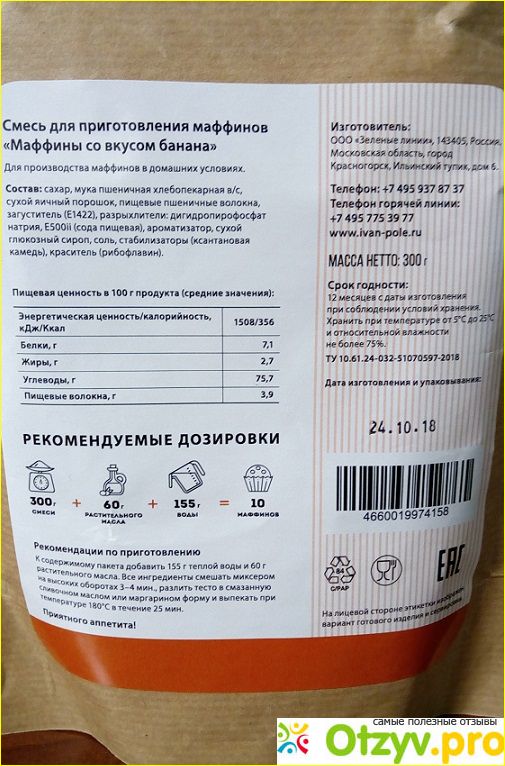 Смесь для приготовления маффинов
«Маффины со вкусом банана»
Для производства маффинов в домашних условиях.
Состав: сахар, мука пшеничная хлебопекарная в/с,
сухой яичный порошок, пищевые пшеничные волокна,
загуститель (Е1422), разрыхлители: дигидропирофосфат
натрия, Е500ii (сода пищевая), ароматизатор, сухой
глюкозный сироп, соль, стабилизаторы (ксантановая
камедь), краситель (рибофлавин).
Пищевая ценность в 100 г продукта (средние значения):
Энергетическая ценность/калорийность, кДж/Ккал 1508/356
Белки, г 7,1
Жиры, г 2,7
Углеводы, г 75,7
Пищевые волокна, г 3,9
РЕКОМЕНДУЕМЫЕ ДОЗИРОВКИ
300 г + 60 г + 155 г = 10
СМЕСИ РАСТИТЕЛЬНОГО МАСЛА ВОДЫ МАФФИНОВ
Рекомендации по приготовлению
К содержимому пакета добавить 155 г теплой воды и 60 г
растительного масла. Все ингредиенты смешать миксером
на высоких оборотах 3–4 мин., разлить тесто в смазанную
сливочным маслом или маргарином форму и выпекать при
температуре 180°С в течение 25 мин.
Приятного аппетита!
Изготовитель:
ООО «Зеленые линии», 143405, Россия,
Московская область, город
Красногорск, Ильинский тупик, дом 6.
Телефон: +7 495 937 87 37
Телефон горячей линии:
+7 495 775 39 77
www.ivan-pole.ru
МАССА НЕТТО: 300 г
Срок годности:
12 месяцев с даты изготовления
при соблюдении условий хранения.
Хранить при температуре от 5°С до 25°С
и относительной влажности
не более 75%.
ТУ 10.61.24-032-51070597-2018
Дата изготовления и упаковывания:
24.10.18
4660019974158
84
C/PAP
EAC
На лицевой стороне этикетки изображен
вариант готового изделия и сервировки.
самые полезные отзывы
Otzyv.pro